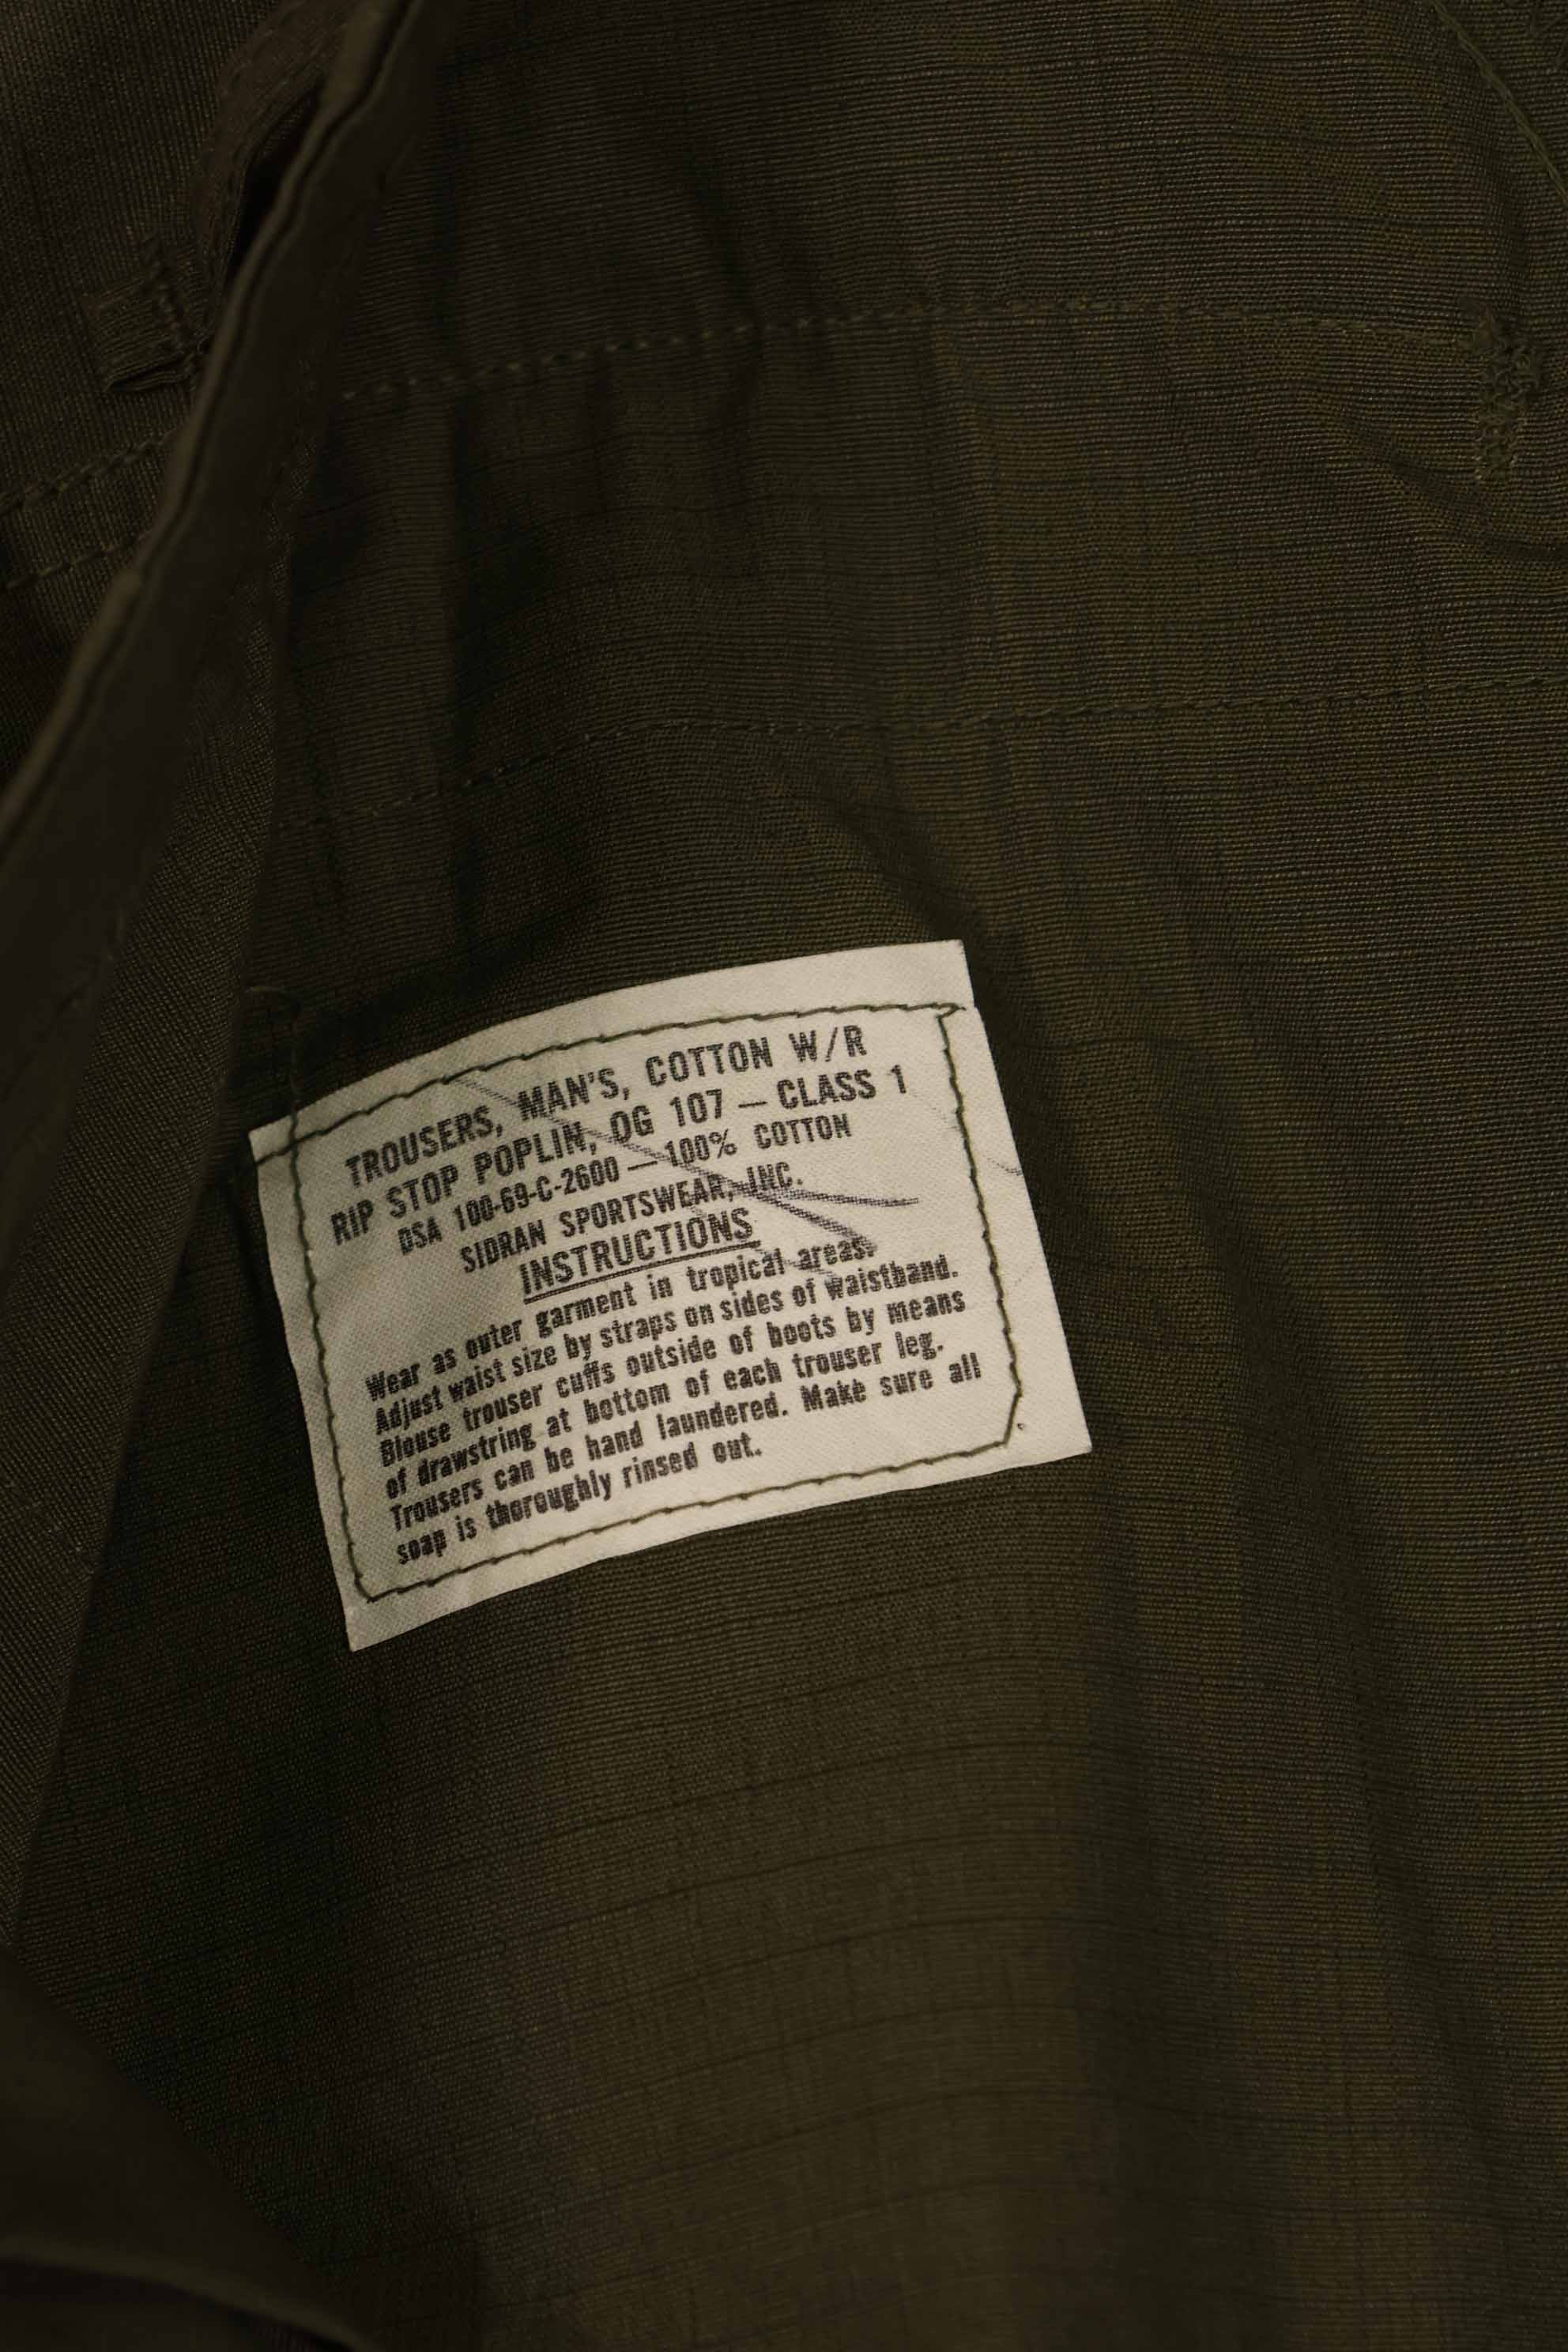 TROUSERS, MAN'S, COTTON W/R
RIP STOP POPLIN, OG 107 — CLASS 1
DSA 100-69-C-2600 — 100% COTTON
SIDRAN SPORTSWEAR, INC.
INSTRUCTIONS
Wear as outer garment in tropical areas.
Adjust waist size by straps on sides of waistband.
Blouse trouser cuffs outside of boots by means
of drawstring at bottom of each trouser leg.
Trousers can be hand laundered. Make sure all
soap is thoroughly rinsed out.